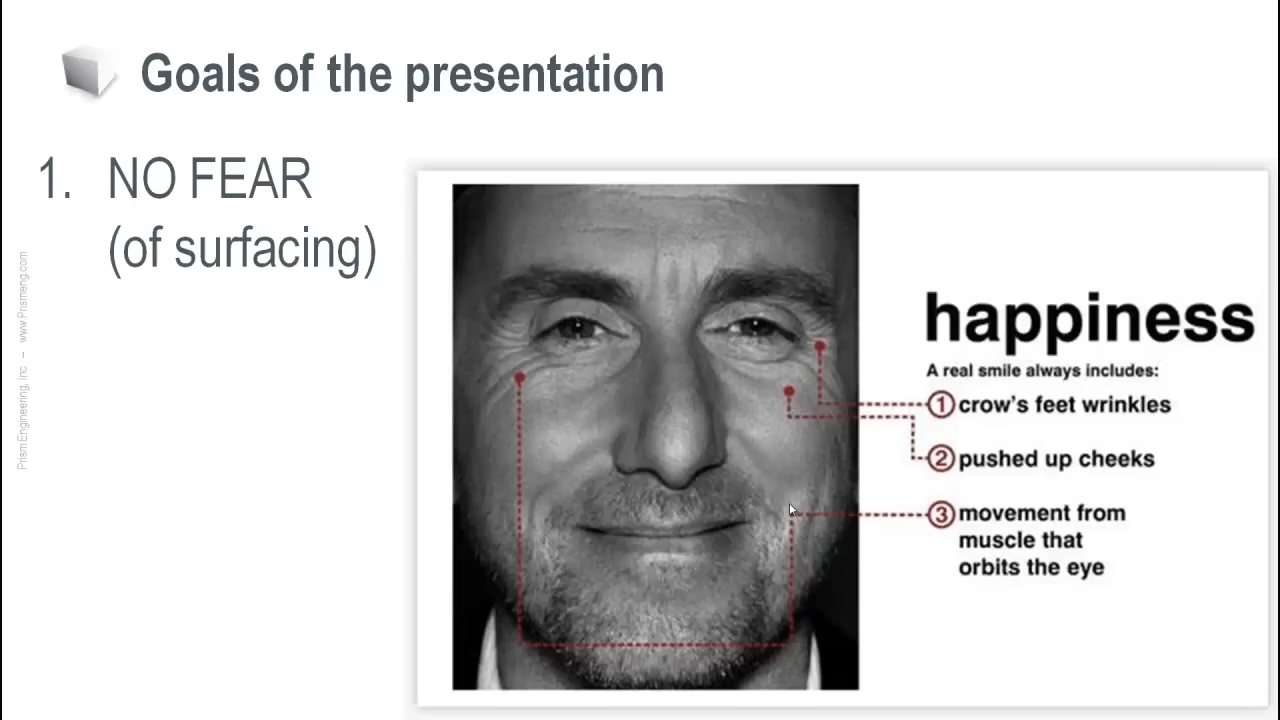 Goals of the presentation
1. NO FEAR
(of surfacing)
Prism Engineering, Inc. -- www.Prismeng.com
happiness
A real smile always includes:
1 crow's feet wrinkles
2 pushed up cheeks
3 movement from
muscle that
orbits the eye